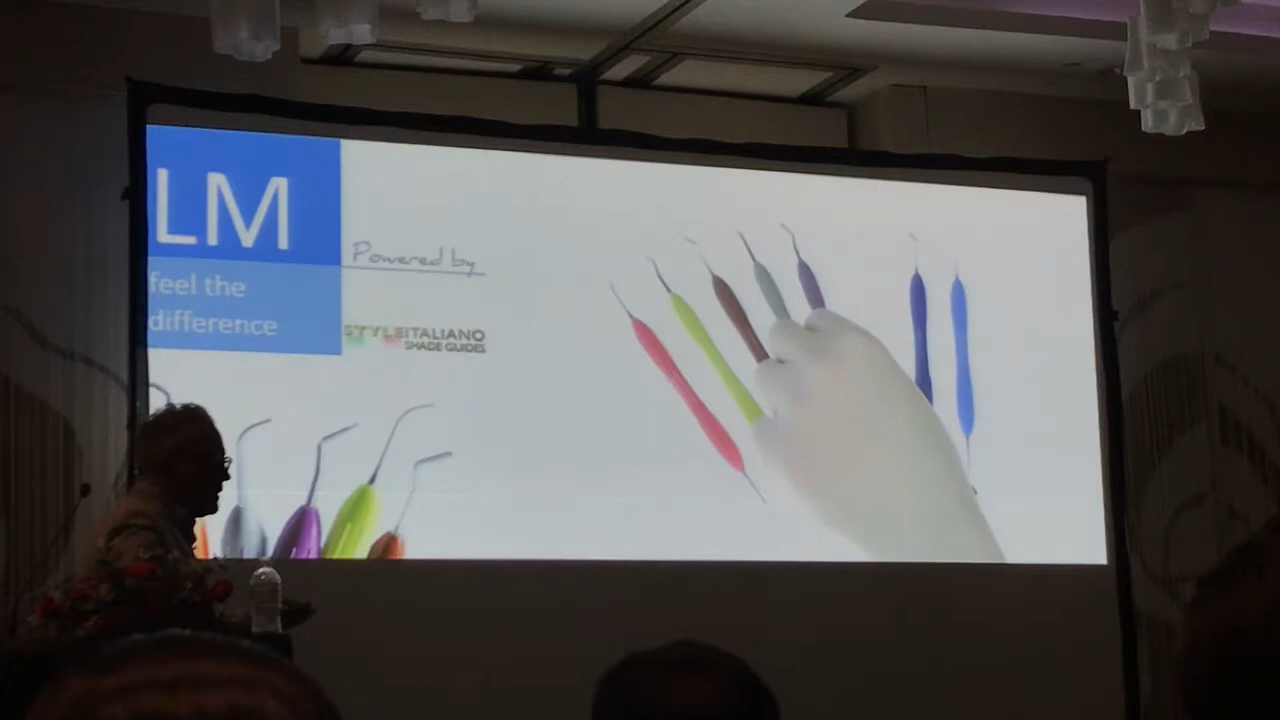 LM
feel the
difference
Powered by
STYLEITALIANO
SHADE GUIDES